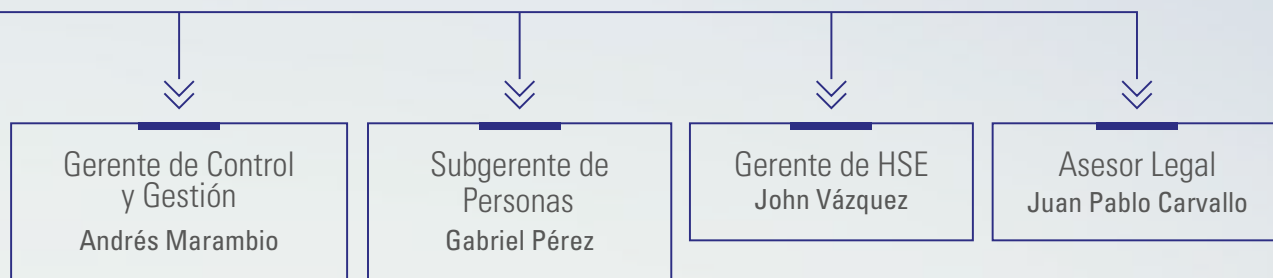 Gerente de Control
y Gestión
Andrés Marambio
Subgerente de
Personas
Gabriel Pérez
Gerente de HSE
John Vázquez
Asesor Legal
Juan Pablo Carvallo